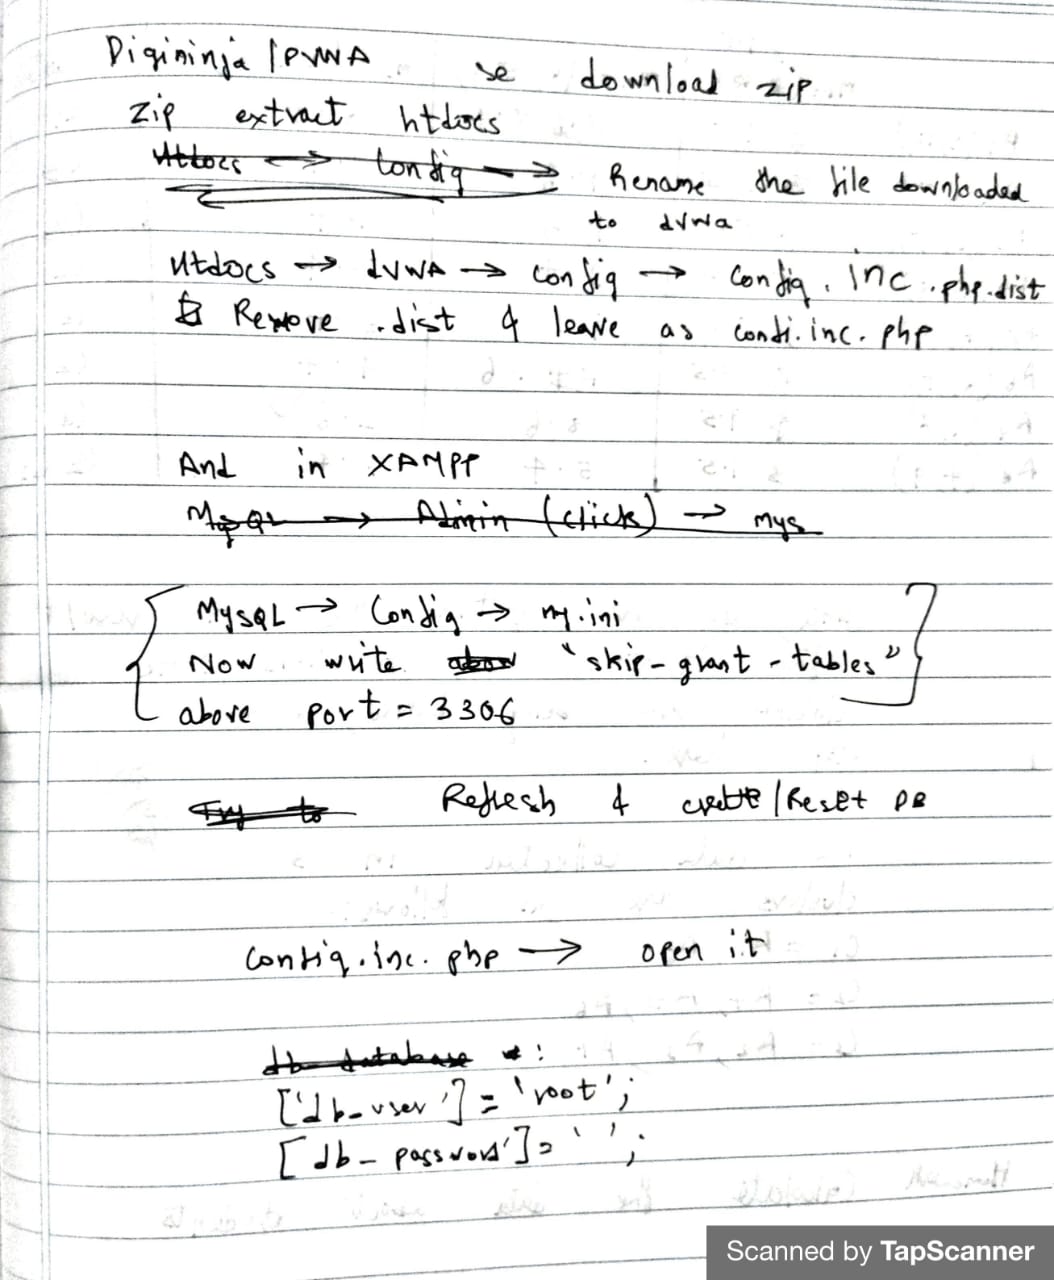 Digininja / DVWA se download zip
zip extract htdocs
Htdocs → Config → Rename the file downloaded
to dvwa
Htdocs → dVWA → config → config.inc.php.dist
Remove .dist & leave as confi.inc.php
And in XAMPP
MySQL → Admin (click) → mys
MysQL → Config → my.ini
Now write above "skip-grant-tables"
above port = 3306
Try to Refresh & create/Reset DB
config.inc.php → open it
db database :
['db_user'] = 'root';
[db_password'] = ' ';
Scanned by TapScanner